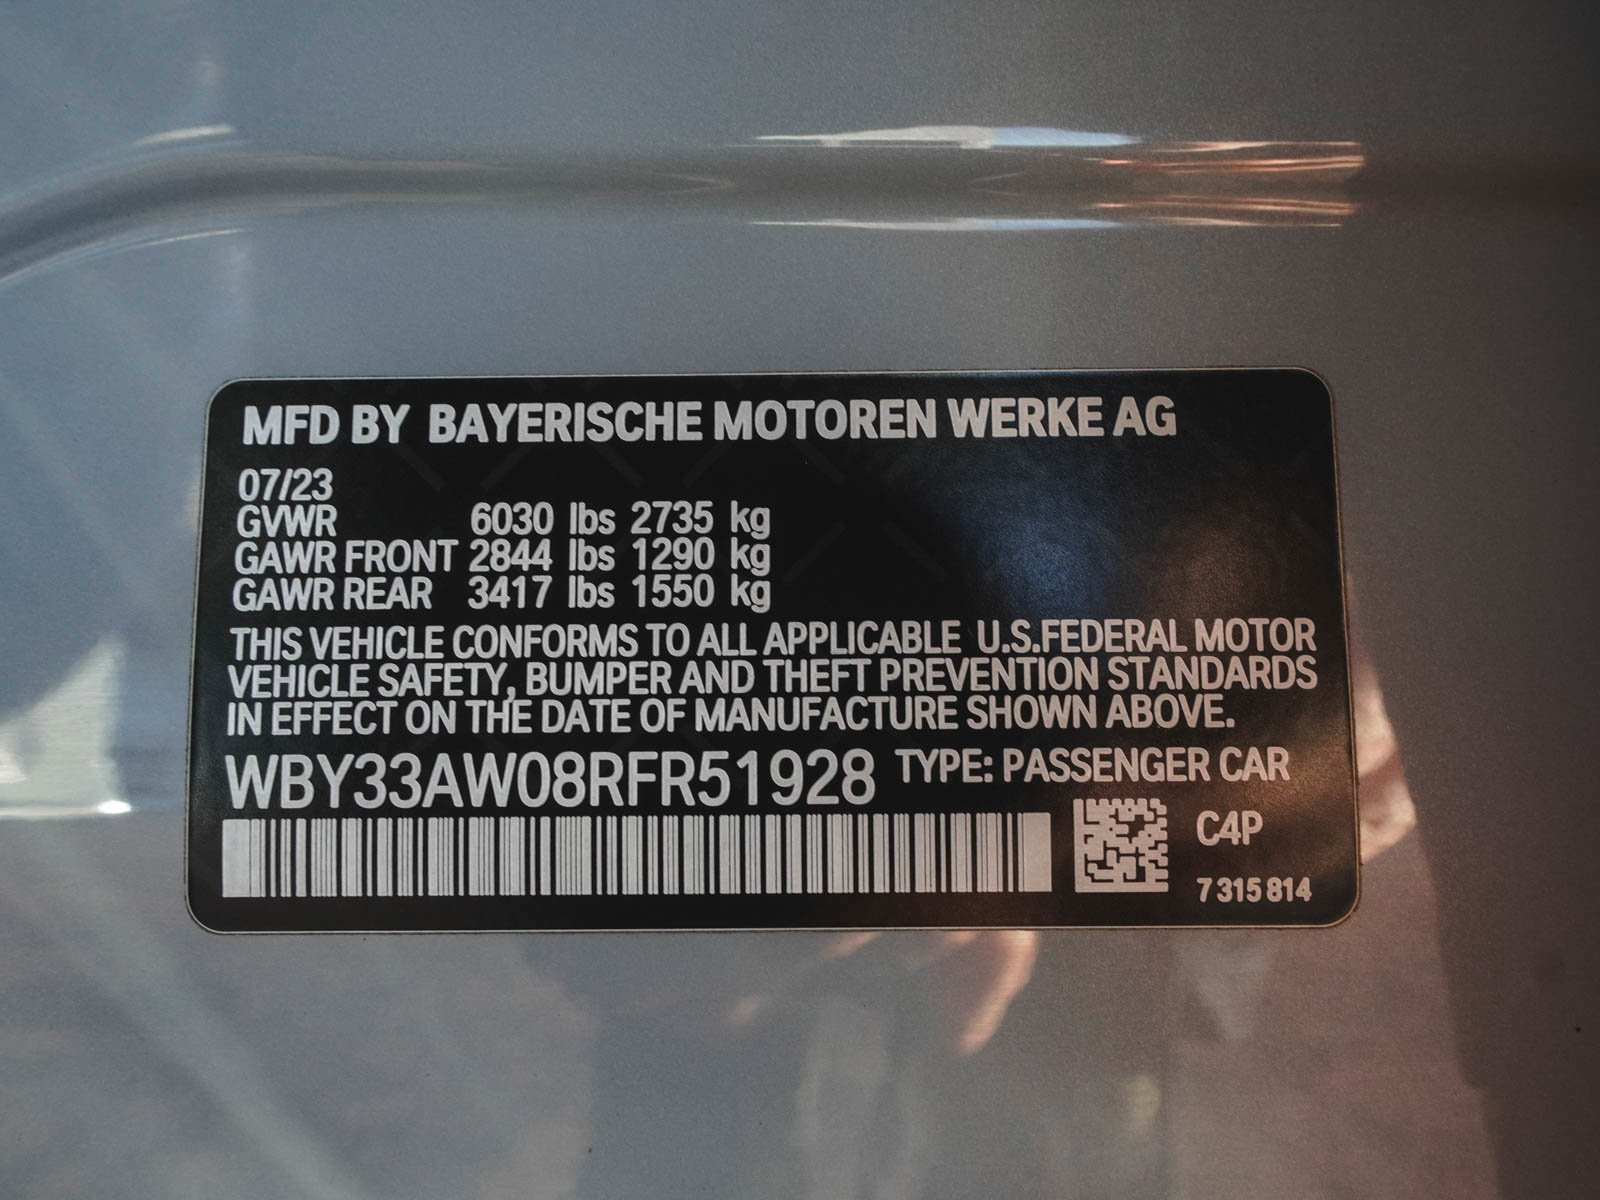 MFD BY BAYERISCHE MOTOREN WERKE AG
07/23
GVWR 6030 lbs 2735 kg
GAWR FRONT 2844 lbs 1290 kg
GAWR REAR 3417 lbs 1550 kg
THIS VEHICLE CONFORMS TO ALL APPLICABLE U.S.FEDERAL MOTOR
VEHICLE SAFETY, BUMPER AND THEFT PREVENTION STANDARDS
IN EFFECT ON THE DATE OF MANUFACTURE SHOWN ABOVE.
WBY33AW08RFR51928 TYPE: PASSENGER CAR
C4P
7 315 814